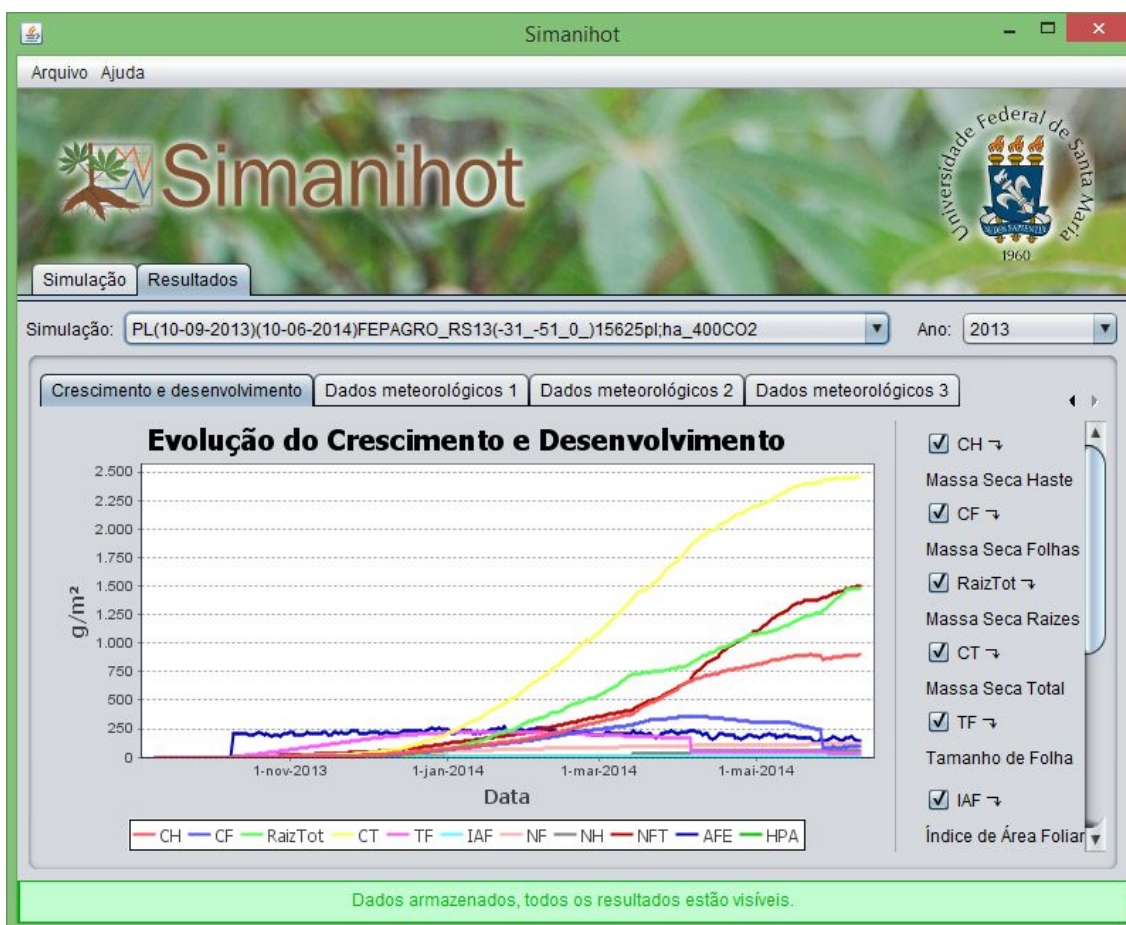 Simanihot
Arquivo Ajuda
Simanihot
Universidade Federal de Santa Maria
SEDES SAPIENTIAE
1960
Simulação Resultados
Simulação: PL(10-09-2013)(10-06-2014)FEPAGRO_RS13(-31_-51_0_)15625pl;ha_400CO2 Ano: 2013
Crescimento e desenvolvimento Dados meteorológicos 1 Dados meteorológicos 2 Dados meteorológicos 3
Evolução do Crescimento e Desenvolvimento
2.500
2.250
2.000
1.750
1.500
1.250
1.000
750
500
250
0
g/m²
1-nov-2013 1-jan-2014 1-mar-2014 1-mai-2014
Data
CH CF RaizTot CT TF IAF NF NH NFT AFE HPA
CH
Massa Seca Haste
CF
Massa Seca Folhas
RaizTot
Massa Seca Raizes
CT
Massa Seca Total
TF
Tamanho de Folha
IAF
Índice de Área Foliar
Dados armazenados, todos os resultados estão visíveis.